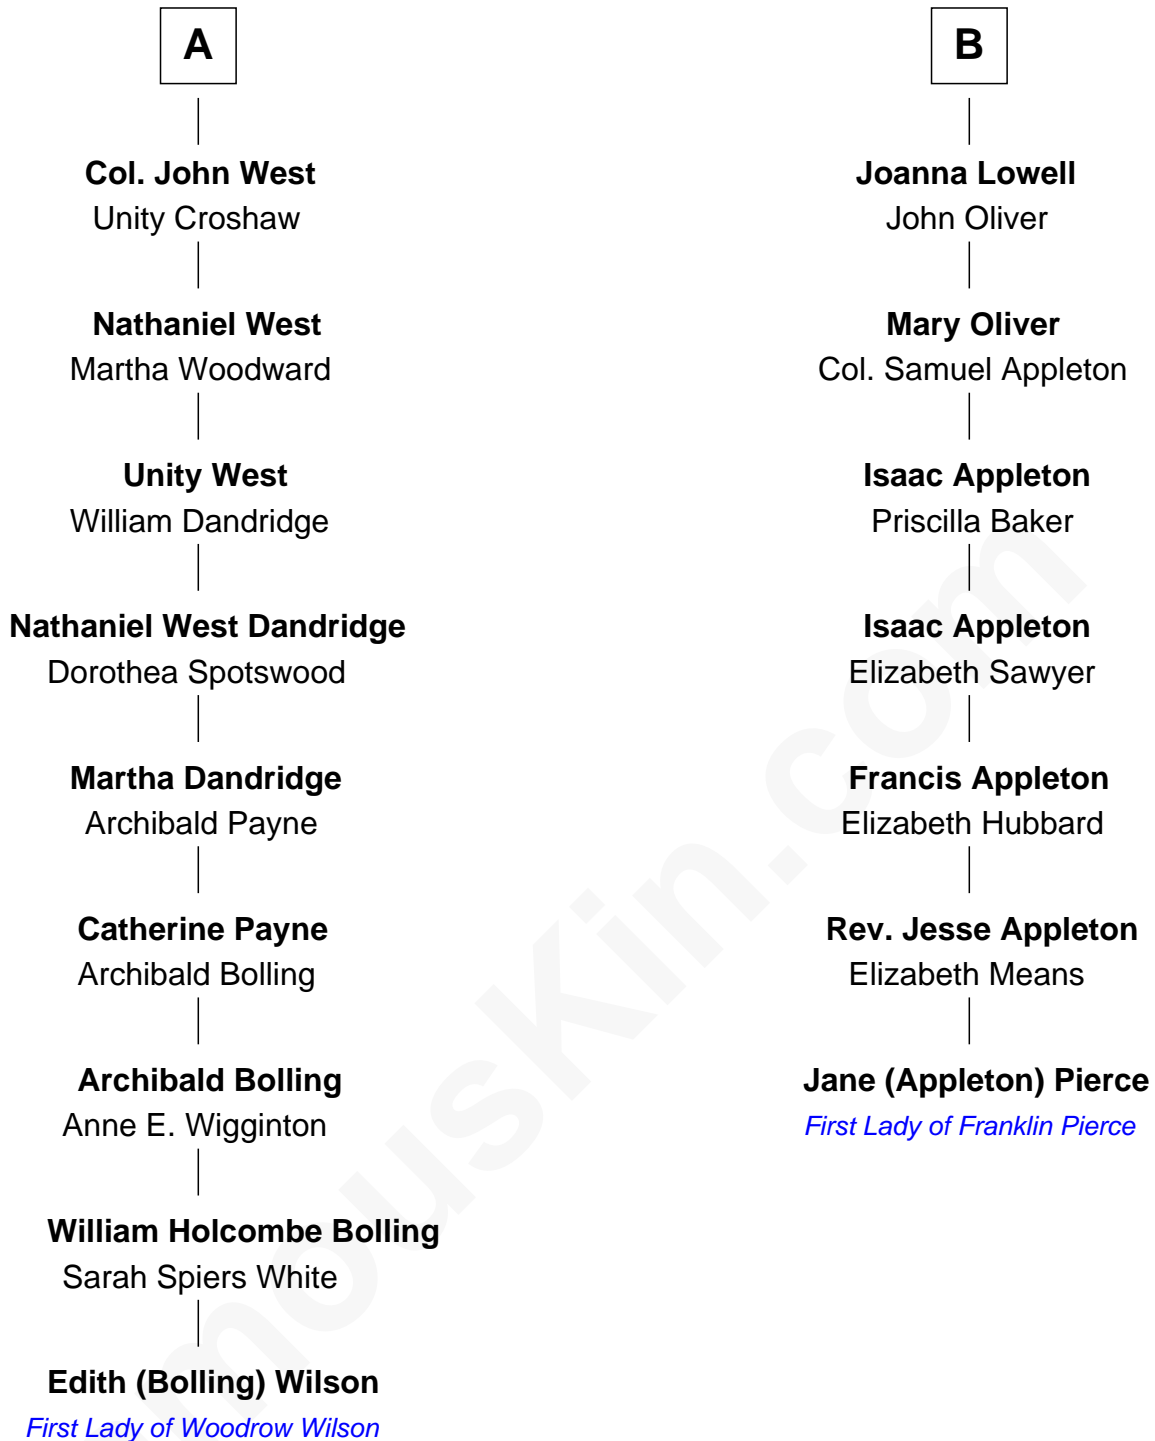 A
Col. John West
Unity Croshaw
Nathaniel West
Martha Woodward
Unity West
William Dandridge
Nathaniel West Dandridge
Dorothea Spotswood
Martha Dandridge
Archibald Payne
Catherine Payne
Archibald Bolling
Archibald Bolling
Anne E. Wigginton
William Holcombe Bolling
Sarah Spiers White
Edith (Bolling) Wilson
First Lady of Woodrow Wilson
B
Joanna Lowell
John Oliver
Mary Oliver
Col. Samuel Appleton
Isaac Appleton
Priscilla Baker
Isaac Appleton
Elizabeth Sawyer
Francis Appleton
Elizabeth Hubbard
Rev. Jesse Appleton
Elizabeth Means
Jane (Appleton) Pierce
First Lady of Franklin Pierce
mouskin.com